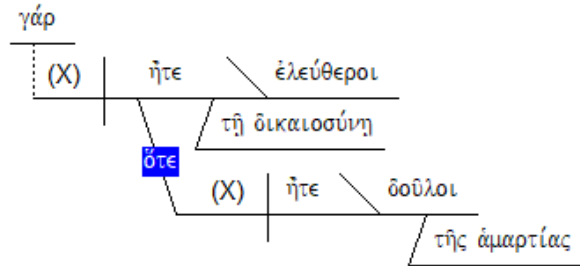 γάρ
(X) ἦτε ἐλεύθεροι
τῇ δικαιοσύνῃ
ὅτε
(X) ἦτε δοῦλοι
τῆς ἁμαρτίας